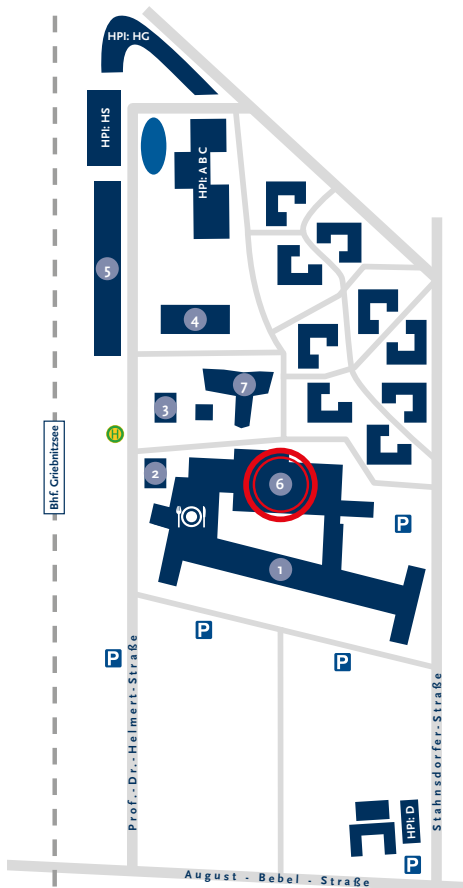 HPI: HG
HPI: HS
HPI: A B C
5
4
7
3
H
2
6
Bhf. Griebnitzsee
P
1
P
P
P
Prof.-Dr.-Helmert-Straße
Stahnsdorfer-Straße
HPI: D
P
August - Bebel - Straße